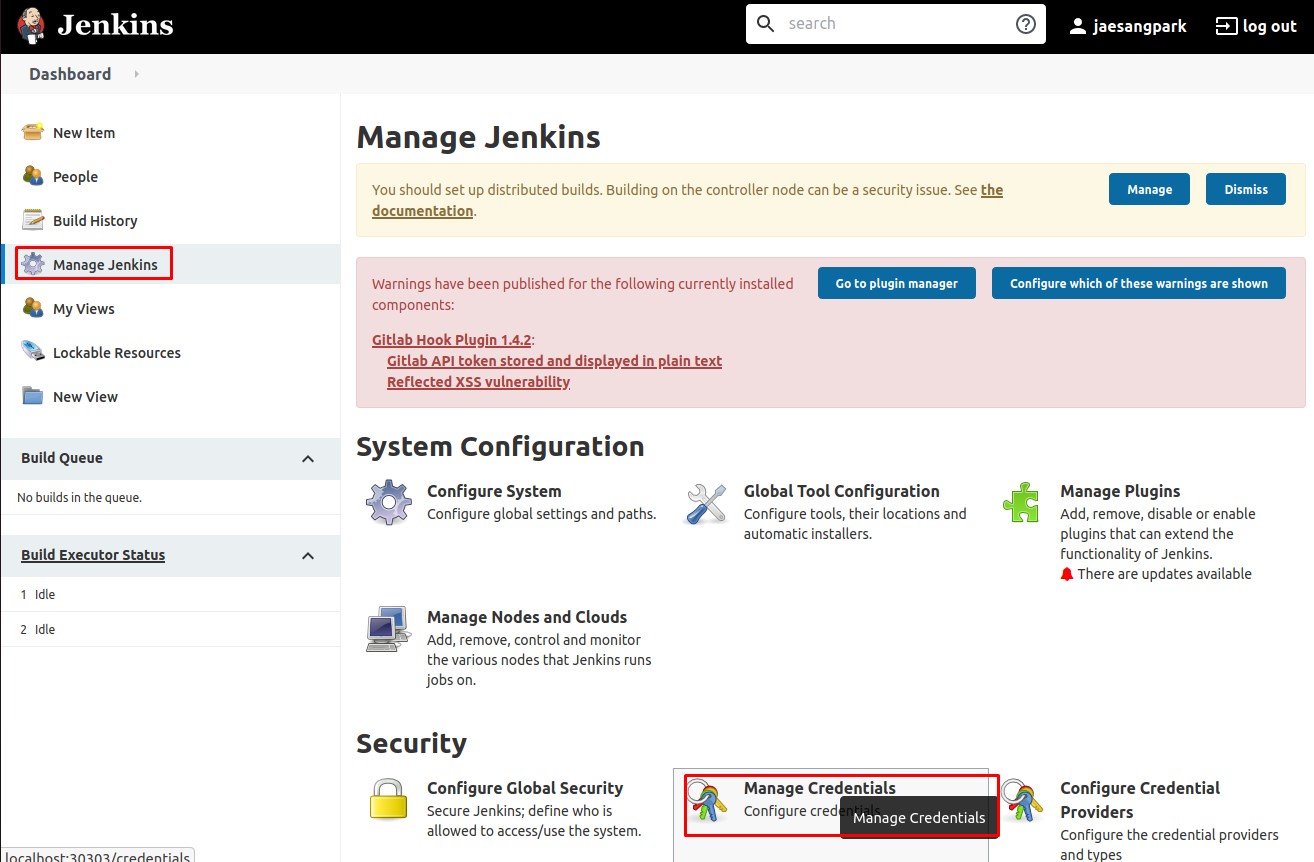 Jenkins
search
jaesangpark
log out
Dashboard
New Item
People
Build History
Manage Jenkins
My Views
Lockable Resources
New View
Build Queue
No builds in the queue.
Build Executor Status
1 Idle
2 Idle
Manage Jenkins
You should set up distributed builds. Building on the controller node can be a security issue. See the
documentation.
Manage
Dismiss
Warnings have been published for the following currently installed
components:
Go to plugin manager
Configure which of these warnings are shown
Gitlab Hook Plugin 1.4.2:
Gitlab API token stored and displayed in plain text
Reflected XSS vulnerability
System Configuration
Configure System
Configure global settings and paths.
Global Tool Configuration
Configure tools, their locations and
automatic installers.
Manage Plugins
Add, remove, disable or enable
plugins that can extend the
functionality of Jenkins.
There are updates available
Manage Nodes and Clouds
Add, remove, control and monitor
the various nodes that Jenkins runs
jobs on.
Security
Configure Global Security
Secure Jenkins; define who is
allowed to access/use the system.
Manage Credentials
Configure credentials
Manage Credentials
Configure Credential
Providers
Configure the credential providers
and types
localhost:30303/credentials